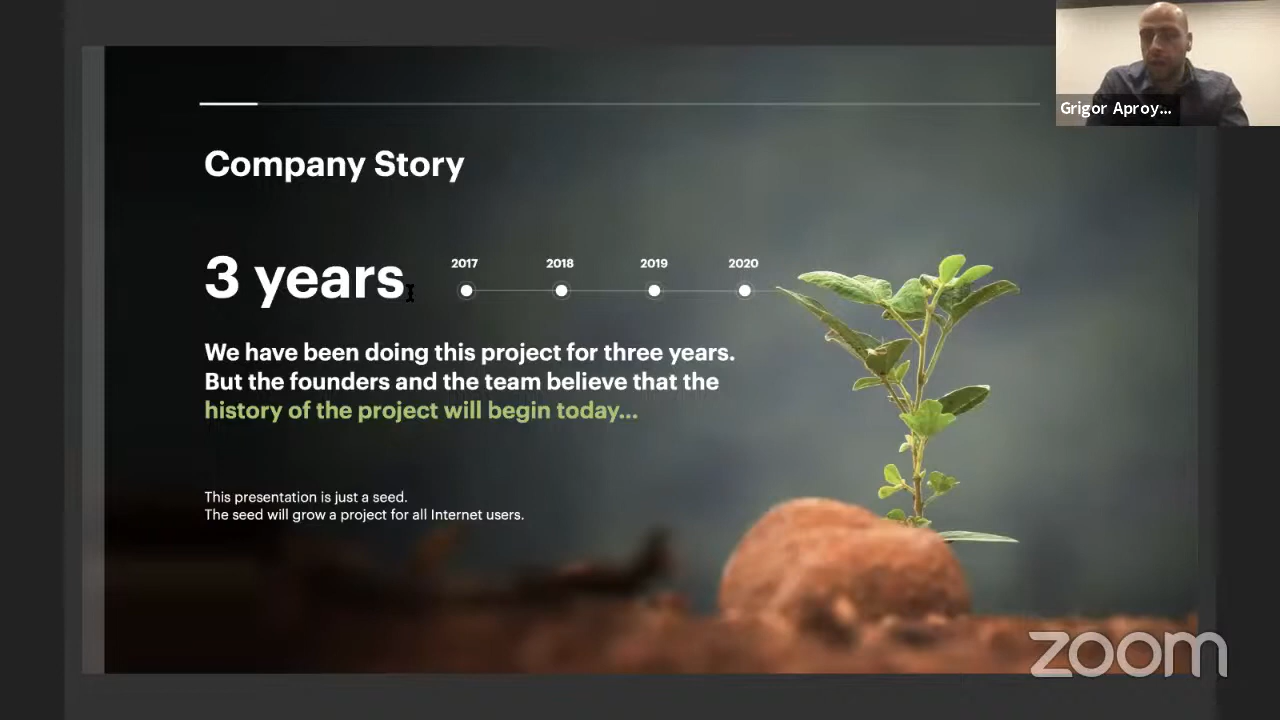 Grigor Aproy...
Company Story
3 years
2017 2018 2019 2020
We have been doing this project for three years.
But the founders and the team believe that the
history of the project will begin today...
This presentation is just a seed.
The seed will grow a project for all Internet users.
zoom